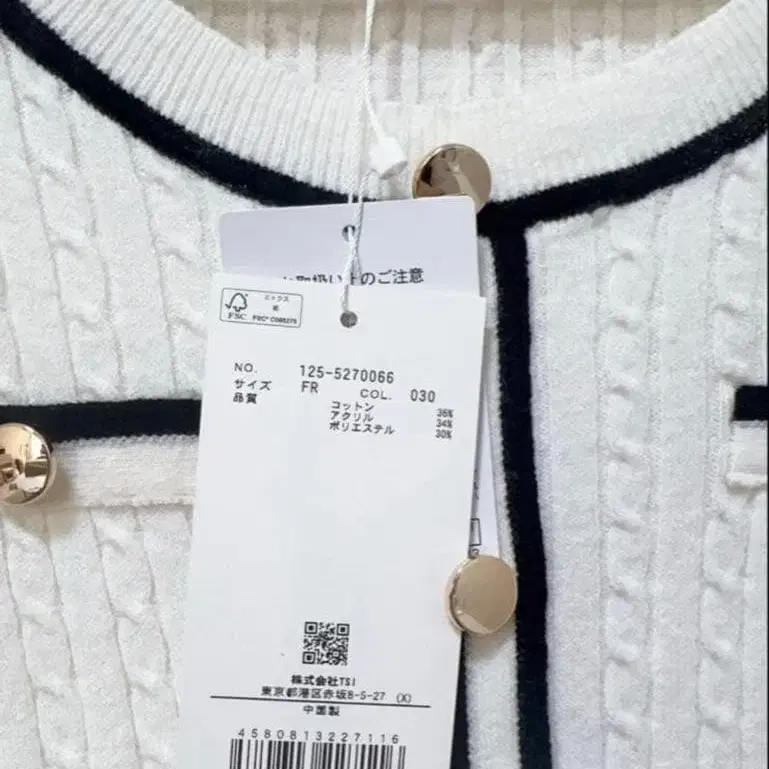 取扱い上のご注意
FSC
ミックス
紙
FSC® C095275
NO. 125-5270066
サイズ FR COL. 030
品質
コットン 36%
アクリル 34%
ポリエステル 30%
株式会社TSI
東京都港区赤坂8-5-27 (X)
中国製
4580813227116